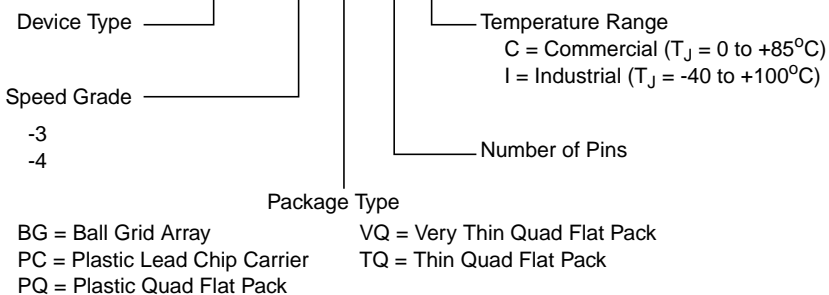 Device Type
Temperature Range
C = Commercial (TJ = 0 to +85°C)
I = Industrial (TJ = -40 to +100°C)
Speed Grade
-3
-4
Number of Pins
Package Type
BG = Ball Grid Array
VQ = Very Thin Quad Flat Pack
PC = Plastic Lead Chip Carrier
TQ = Thin Quad Flat Pack
PQ = Plastic Quad Flat Pack